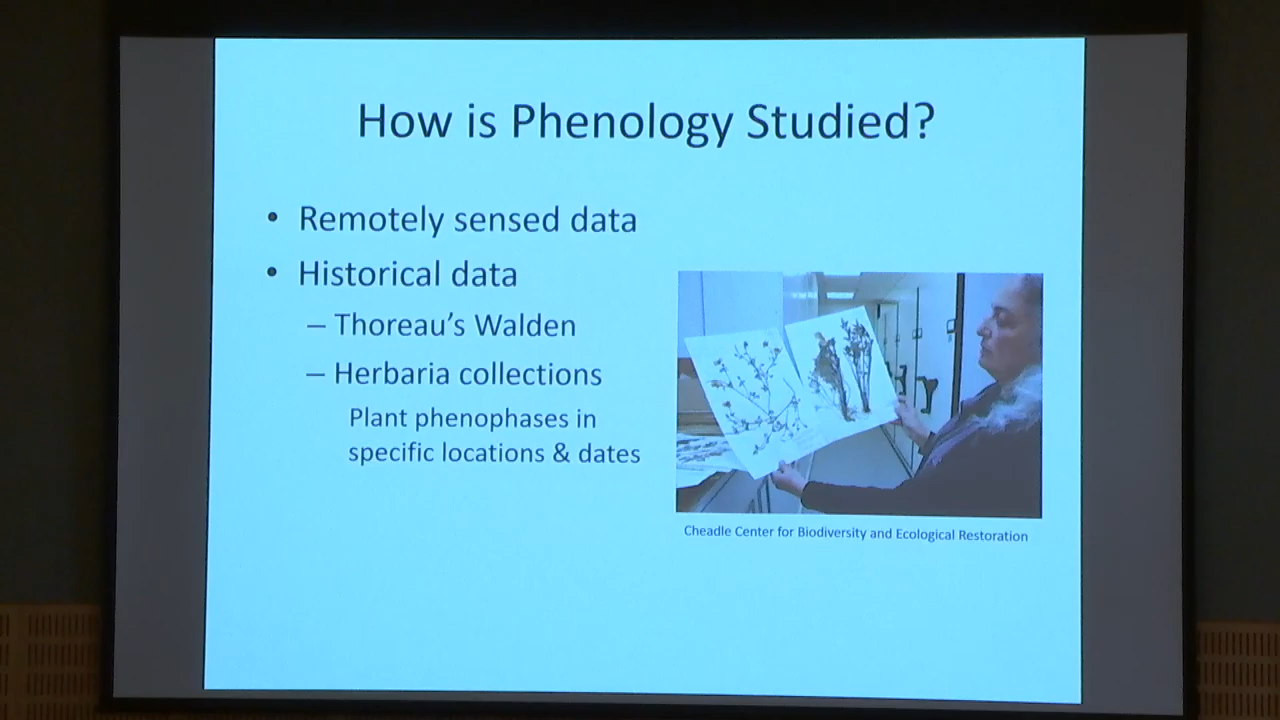 How is Phenology Studied?
• Remotely sensed data
• Historical data
– Thoreau's Walden
– Herbaria collections
Plant phenophases in
specific locations & dates
Cheadle Center for Biodiversity and Ecological Restoration